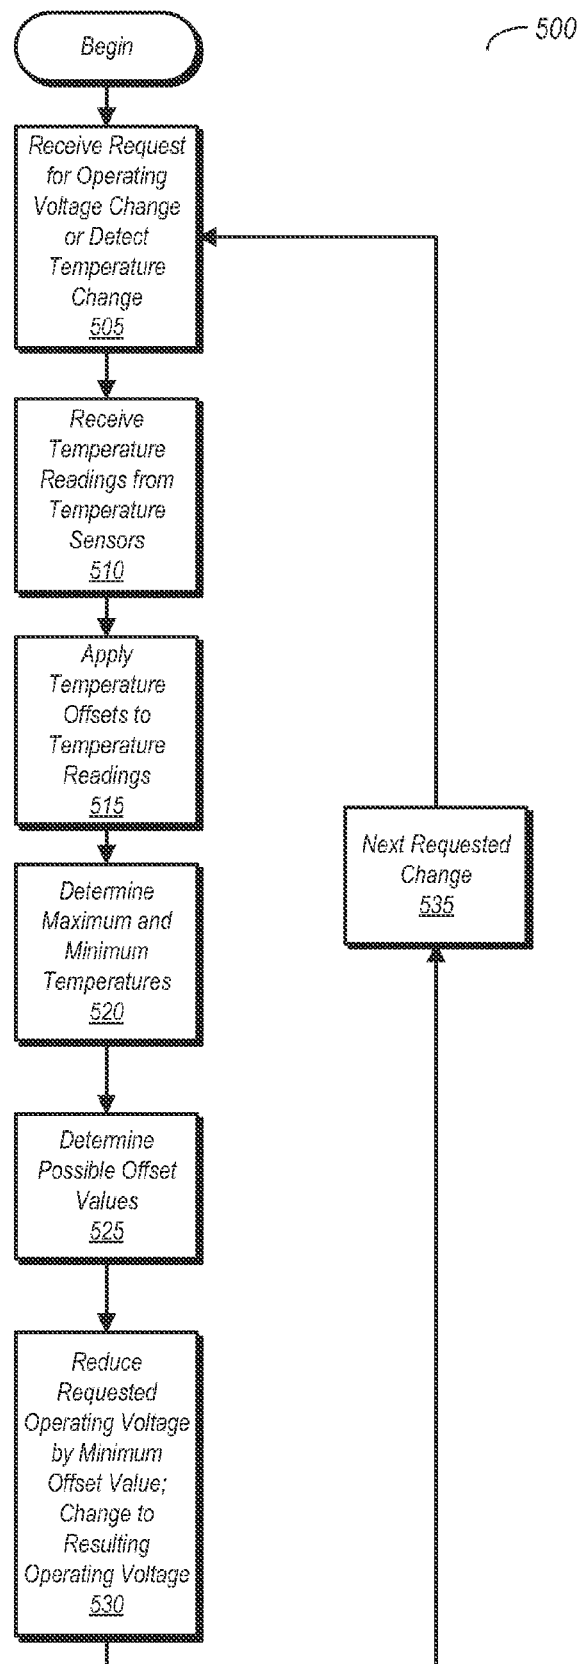 Begin
500
Receive Request
for Operating
Voltage Change
or Detect
Temperature
Change
505
Receive
Temperature
Readings from
Temperature
Sensors
510
Apply
Temperature
Offsets to
Temperature
Readings
515
Next Requested
Change
535
Determine
Maximum and
Minimum
Temperatures
520
Determine
Possible Offset
Values
525
Reduce
Requested
Operating Voltage
by Minimum
Offset Value;
Change to
Resulting
Operating Voltage
530